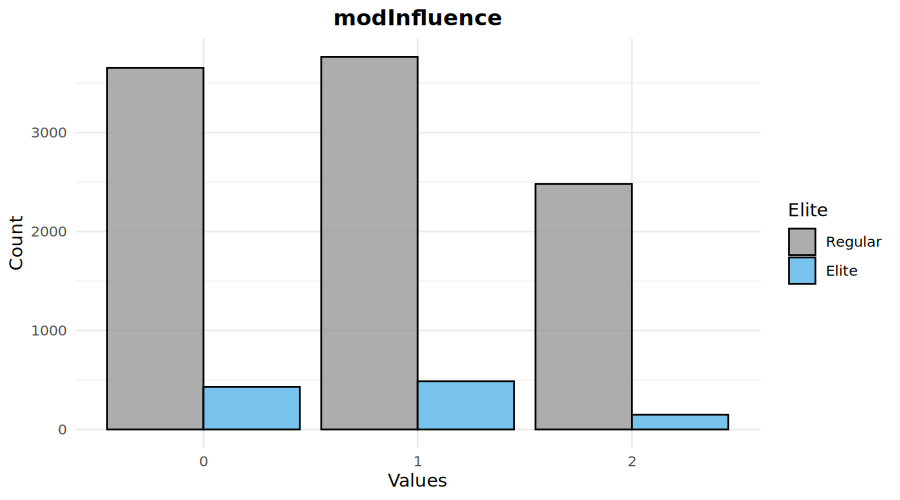 modInfluence
Count
3000
2000
1000
0
0 1 2
Values
Elite
Regular
Elite